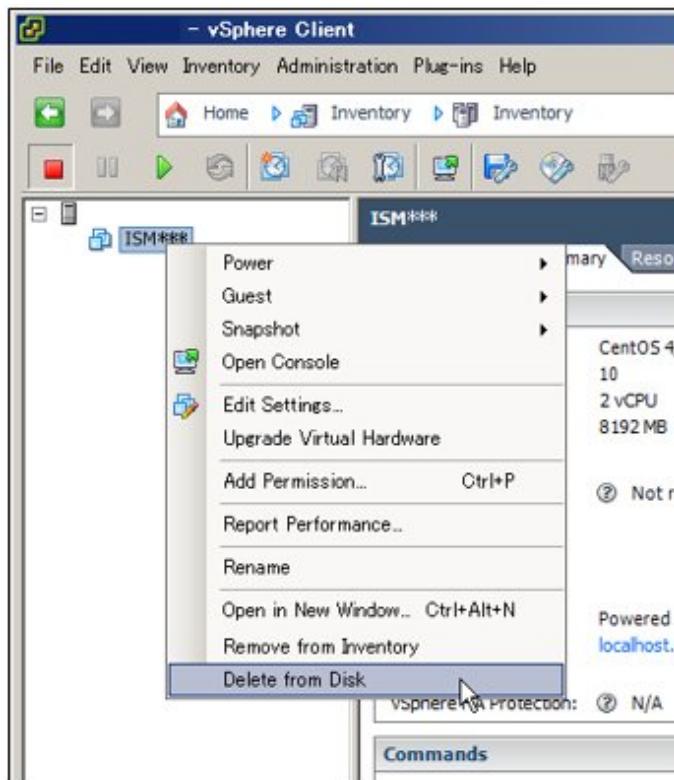 - vSphere Client
File Edit View Inventory Administration Plug-ins Help
Home Inventory Inventory
ISM***
ISM***
Power
Guest
Snapshot
Open Console
Edit Settings...
Upgrade Virtual Hardware
Add Permission... Ctrl+P
Report Performance...
Rename
Open in New Window... Ctrl+Alt+N
Remove from Inventory
Delete from Disk
mary Reso
CentOS 4
10
2 vCPU
8192 MB
Not r
Powered
localhost.
Protection: N/A
Commands